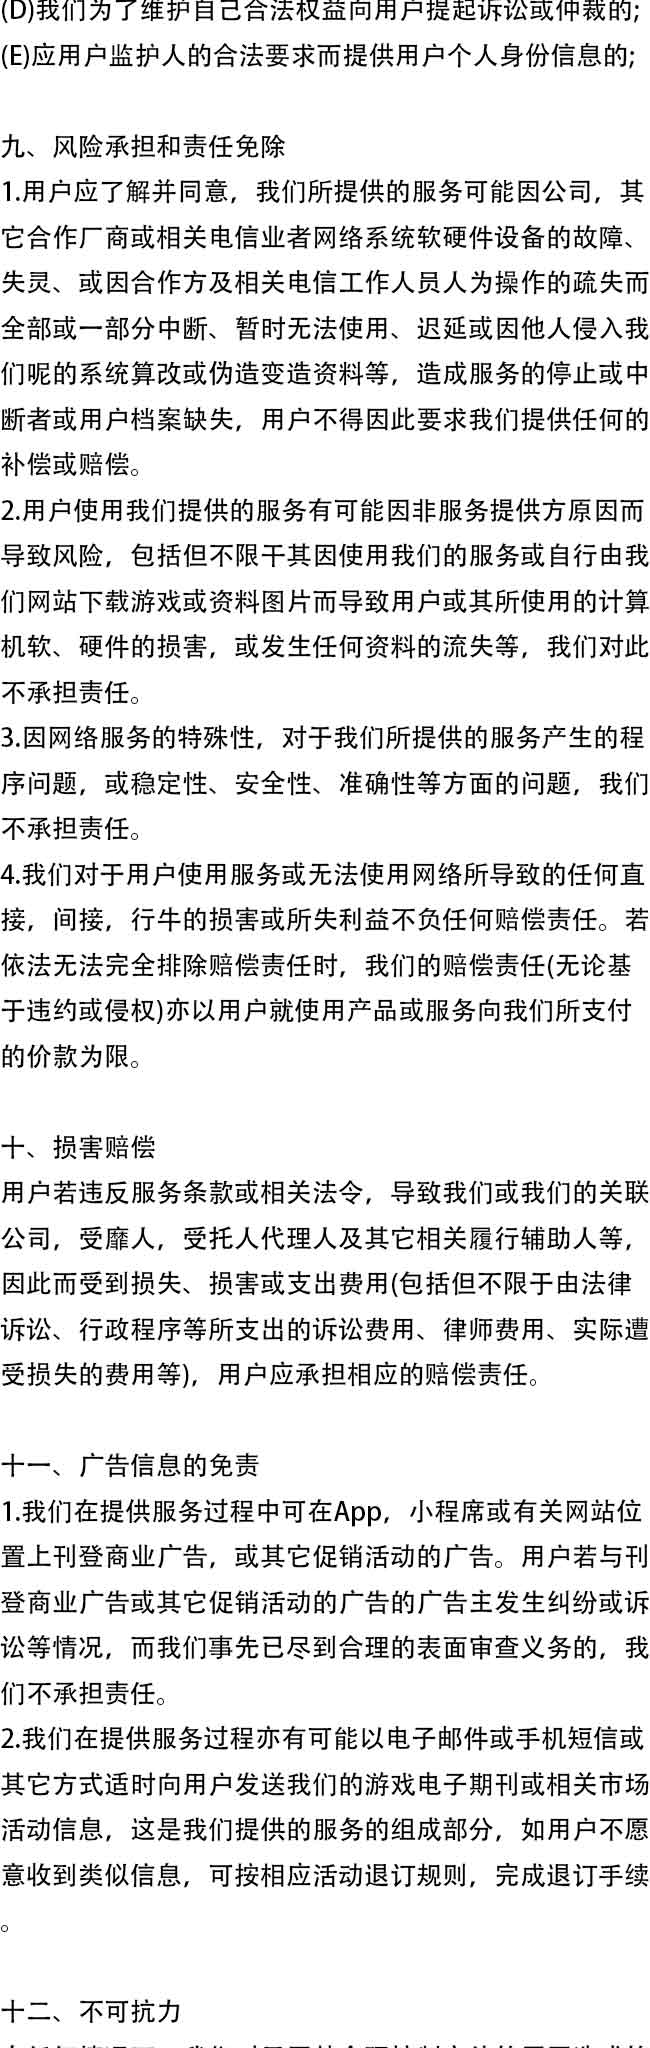 (D)我们为了维护自己合法权益向用户提起诉讼或仲裁的;
(E)应用户监护人的合法要求而提供用户个人身份信息的;
九、风险承担和责任免除
1.用户应了解并同意，我们所提供的服务可能因公司，其
它合作厂商或相关电信业者网络系统软硬件设备的故障、
失灵、或因合作方及相关电信工作人员人为操作的疏失而
全部或一部分中断、暂时无法使用、迟延或因他人侵入我
们呢的系统算改或伪造变造资料等，造成服务的停止或中
断者或用户档案缺失，用户不得因此要求我们提供任何的
补偿或赔偿。
2.用户使用我们提供的服务有可能因非服务提供方原因而
导致风险，包括但不限干其因使用我们的服务或自行由我
们网站下载游戏或资料图片而导致用户或其所使用的计算
机软、硬件的损害，或发生任何资料的流失等，我们对此
不承担责任。
3.因网络服务的特殊性，对于我们所提供的服务产生的程
序问题，或稳定性、安全性、准确性等方面的问题，我们
不承担责任。
4.我们对于用户使用服务或无法使用网络所导致的任何直
接，间接，行牛的损害或所失利益不负任何赔偿责任。若
依法无法完全排除赔偿责任时，我们的赔偿责任(无论基
于违约或侵权)亦以用户就使用产品或服务向我们所支付
的价款为限。
十、损害赔偿
用户若违反服务条款或相关法令，导致我们或我们的关联
公司，受靡人，受托人代理人及其它相关履行辅助人等，
因此而受到损失、损害或支出费用(包括但不限于由法律
诉讼、行政程序等所支出的诉讼费用、律师费用、实际遭
受损失的费用等)，用户应承担相应的赔偿责任。
十一、广告信息的免责
1.我们在提供服务过程中可在App，小程席或有关网站位
置上刊登商业广告，或其它促销活动的广告。用户若与刊
登商业广告或其它促销活动的广告的广告主发生纠纷或诉
讼等情况，而我们事先已尽到合理的表面审查义务的，我
们不承担责任。
2.我们在提供服务过程亦有可能以电子邮件或手机短信或
其它方式适时向用户发送我们的游戏电子期刊或相关市场
活动信息，这是我们提供的服务的组成部分，如用户不愿
意收到类似信息，可按相应活动退订规则，完成退订手续
。
十二、不可抗力